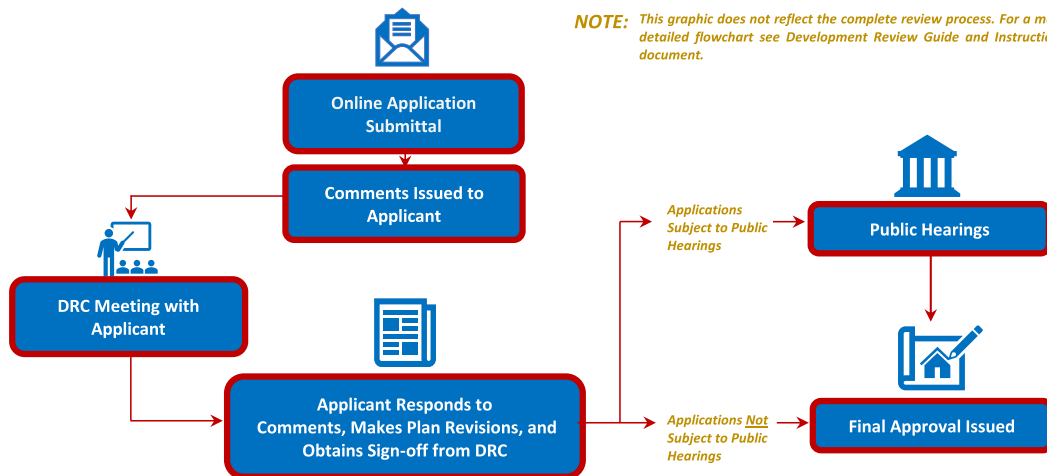 NOTE: This graphic does not reflect the complete review process. For a
detailed flowchart see Development Review Guide and
document.
Online Application
Submittal
Comments Issued to
Applicant
DRC Meeting with
Applicant
Applicant Responds to
Comments, Makes Plan Revisions, and
Obtains Sign-off from DRC
Applications
Subject to Public
Hearings
Public Hearings
Applications Not
Subject to Public
Hearings
Final Approval Issued